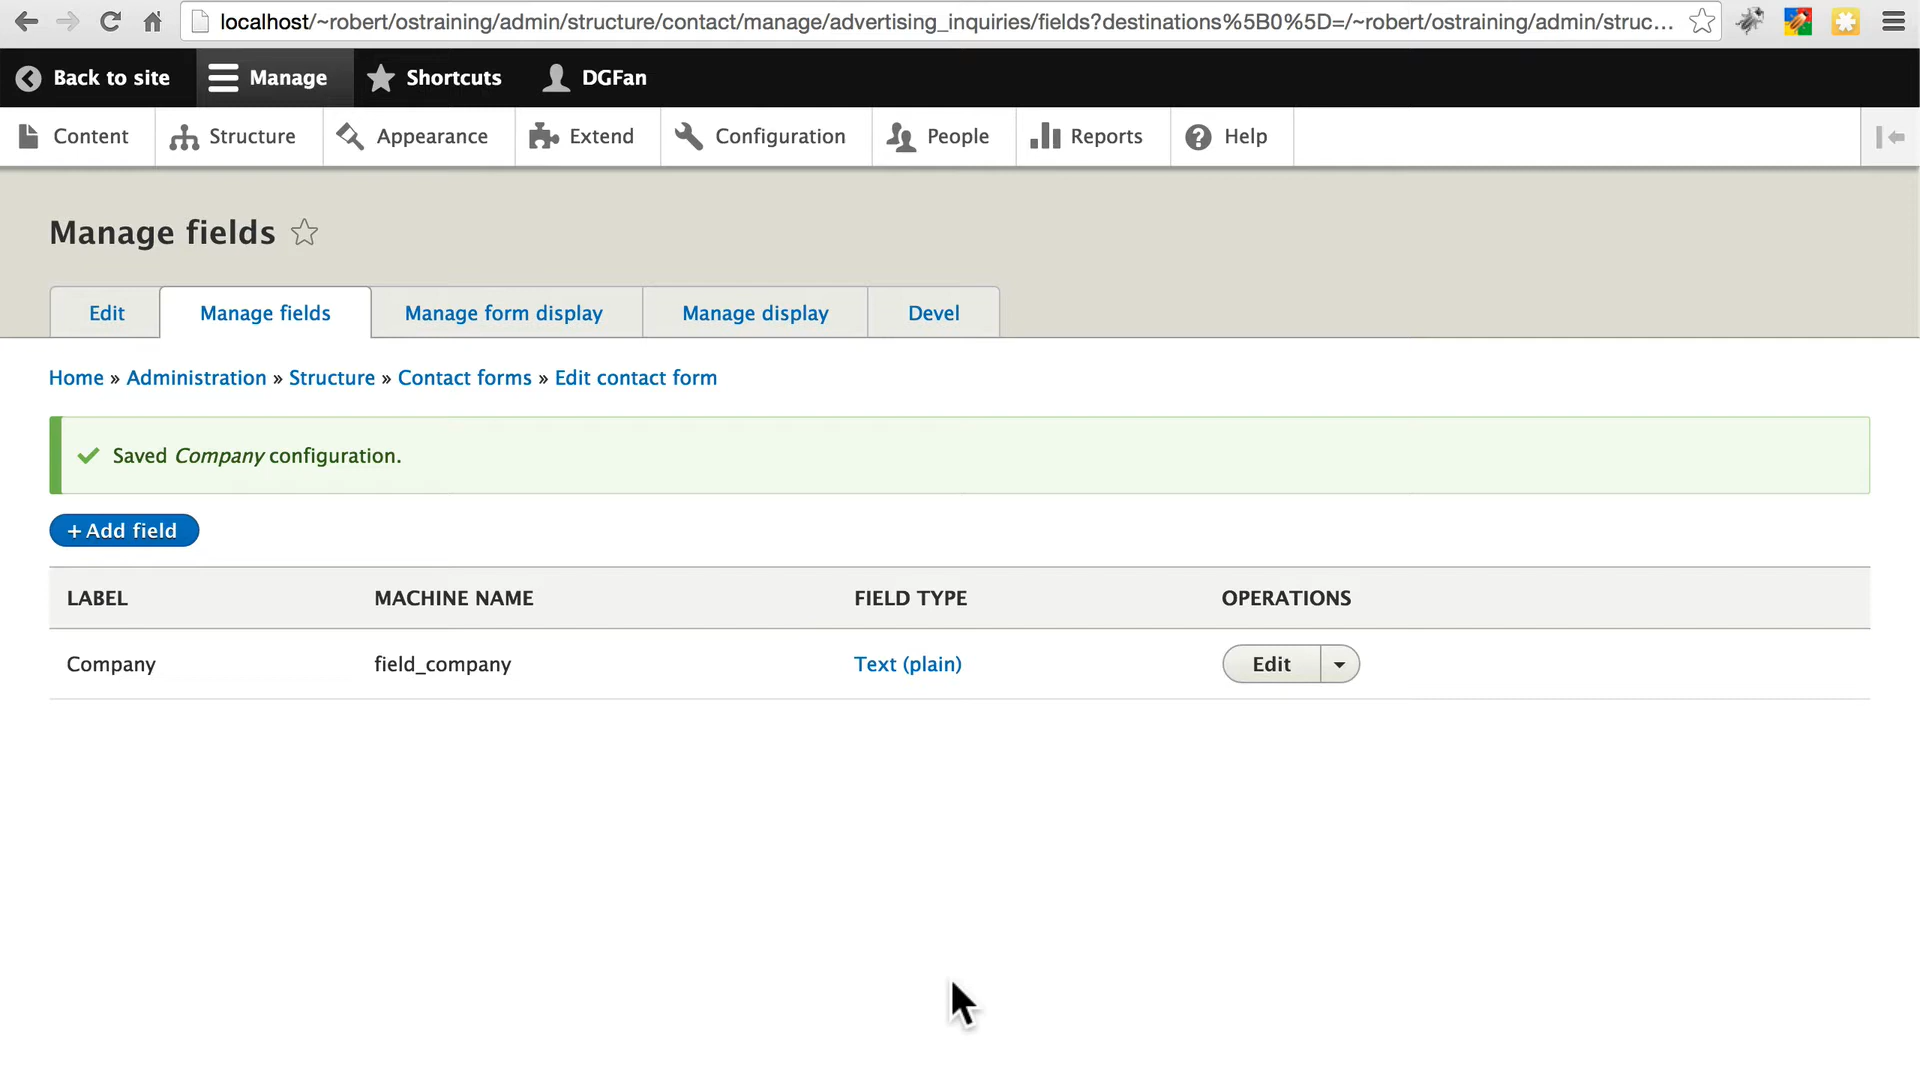 localhost/~robert/ostraining/admin/structure/contact/manage/advertising_inquiries/fields?destinations%5B0%5D=/~robert/ostraining/admin/struc...
Back to site Manage Shortcuts DGFan
Content Structure Appearance Extend Configuration People Reports Help
Manage fields
Edit Manage fields Manage form display Manage display Devel
Home » Administration » Structure » Contact forms » Edit contact form
Saved Company configuration.
+ Add field
LABEL MACHINE NAME FIELD TYPE OPERATIONS
Company field_company Text (plain) Edit